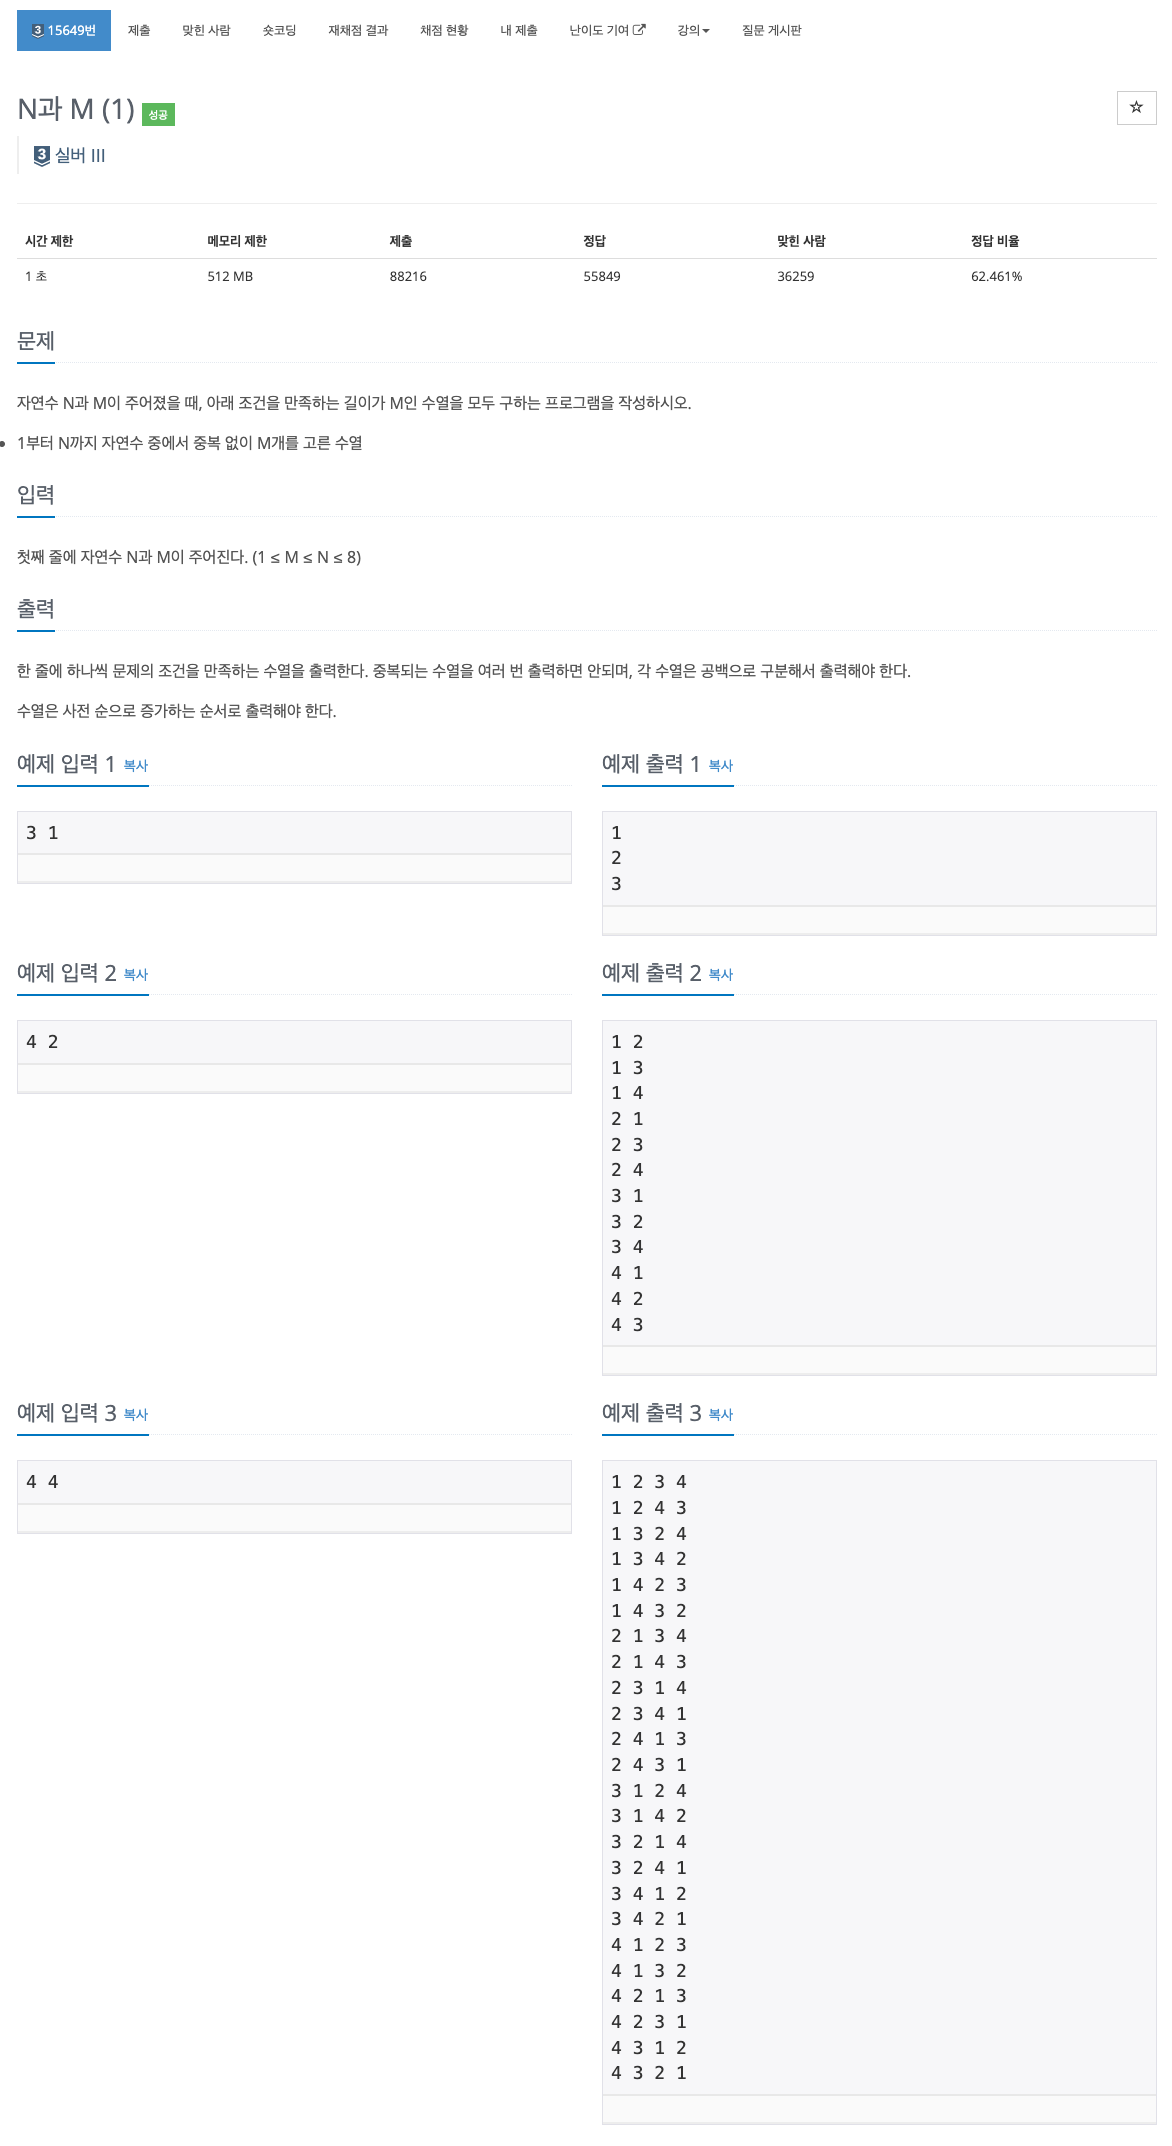 3 15649번 제출 맞힌 사람 숏코딩 재채점 결과 채점 현황 내 제출 난이도 기여 강의 질문 게시판
N과 M (1) 성공
☆
3 실버 III
시간 제한 메모리 제한 제출 정답 맞힌 사람 정답 비율
1 초 512 MB 88216 55849 36259 62.461%
문제
자연수 N과 M이 주어졌을 때, 아래 조건을 만족하는 길이가 M인 수열을 모두 구하는 프로그램을 작성하시오.
• 1부터 N까지 자연수 중에서 중복 없이 M개를 고른 수열
입력
첫째 줄에 자연수 N과 M이 주어진다. (1 ≤ M ≤ N ≤ 8)
출력
한 줄에 하나씩 문제의 조건을 만족하는 수열을 출력한다. 중복되는 수열을 여러 번 출력하면 안되며, 각 수열은 공백으로 구분해서 출력해야 한다.
수열은 사전 순으로 증가하는 순서로 출력해야 한다.
예제 입력 1 복사
3 1
예제 출력 1 복사
1
2
3
예제 입력 2 복사
4 2
예제 출력 2 복사
1 2
1 3
1 4
2 1
2 3
2 4
3 1
3 2
3 4
4 1
4 2
4 3
예제 입력 3 복사
4 4
예제 출력 3 복사
1 2 3 4
1 2 4 3
1 3 2 4
1 3 4 2
1 4 2 3
1 4 3 2
2 1 3 4
2 1 4 3
2 3 1 4
2 3 4 1
2 4 1 3
2 4 3 1
3 1 2 4
3 1 4 2
3 2 1 4
3 2 4 1
3 4 1 2
3 4 2 1
4 1 2 3
4 1 3 2
4 2 1 3
4 2 3 1
4 3 1 2
4 3 2 1